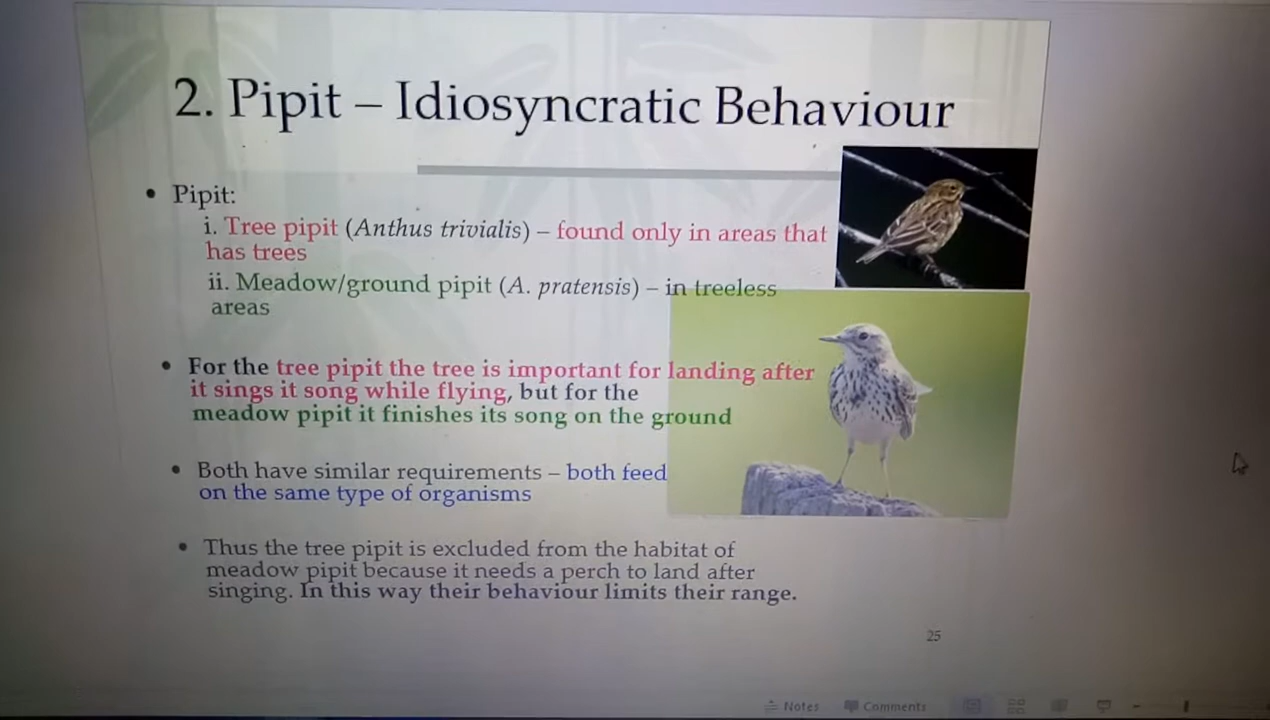 2. Pipit – Idiosyncratic Behaviour
• Pipit:
i. Tree pipit (Anthus trivialis) – found only in areas that
has trees
ii. Meadow/ground pipit (A. pratensis) – in treeless
areas
• For the tree pipit the tree is important for landing after
it sings it song while flying, but for the
meadow pipit it finishes its song on the ground
• Both have similar requirements – both feed
on the same type of organisms
• Thus the tree pipit is excluded from the habitat of
meadow pipit because it needs a perch to land after
singing. In this way their behaviour limits their range.
25
Notes Comments